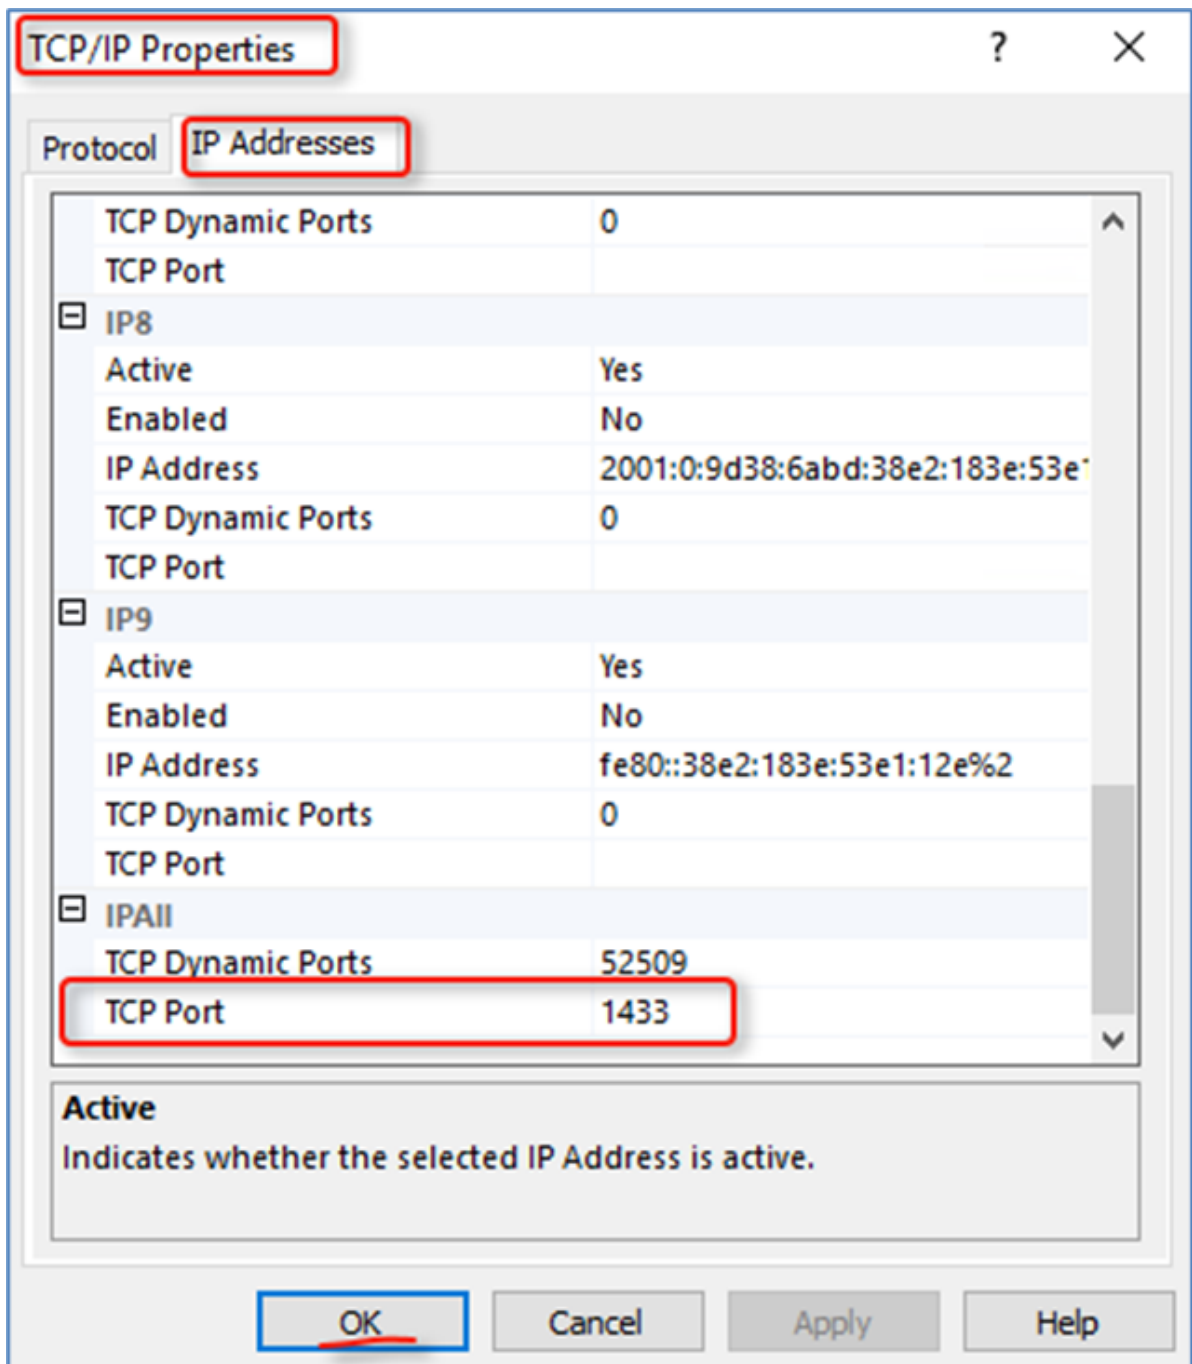 TCP/IP Properties ?
Protocol IP Addresses
TCP Dynamic Ports 0
TCP Port
IP8
Active Yes
Enabled No
IP Address 2001:0:9d38:6abd:38e2:183e:53e1
TCP Dynamic Ports 0
TCP Port
IP9
Active Yes
Enabled No
IP Address fe80::38e2:183e:53e1:12e%2
TCP Dynamic Ports 0
TCP Port
IPAll
TCP Dynamic Ports 52509
TCP Port 1433
Active
Indicates whether the selected IP Address is active.
OK Cancel Apply Help